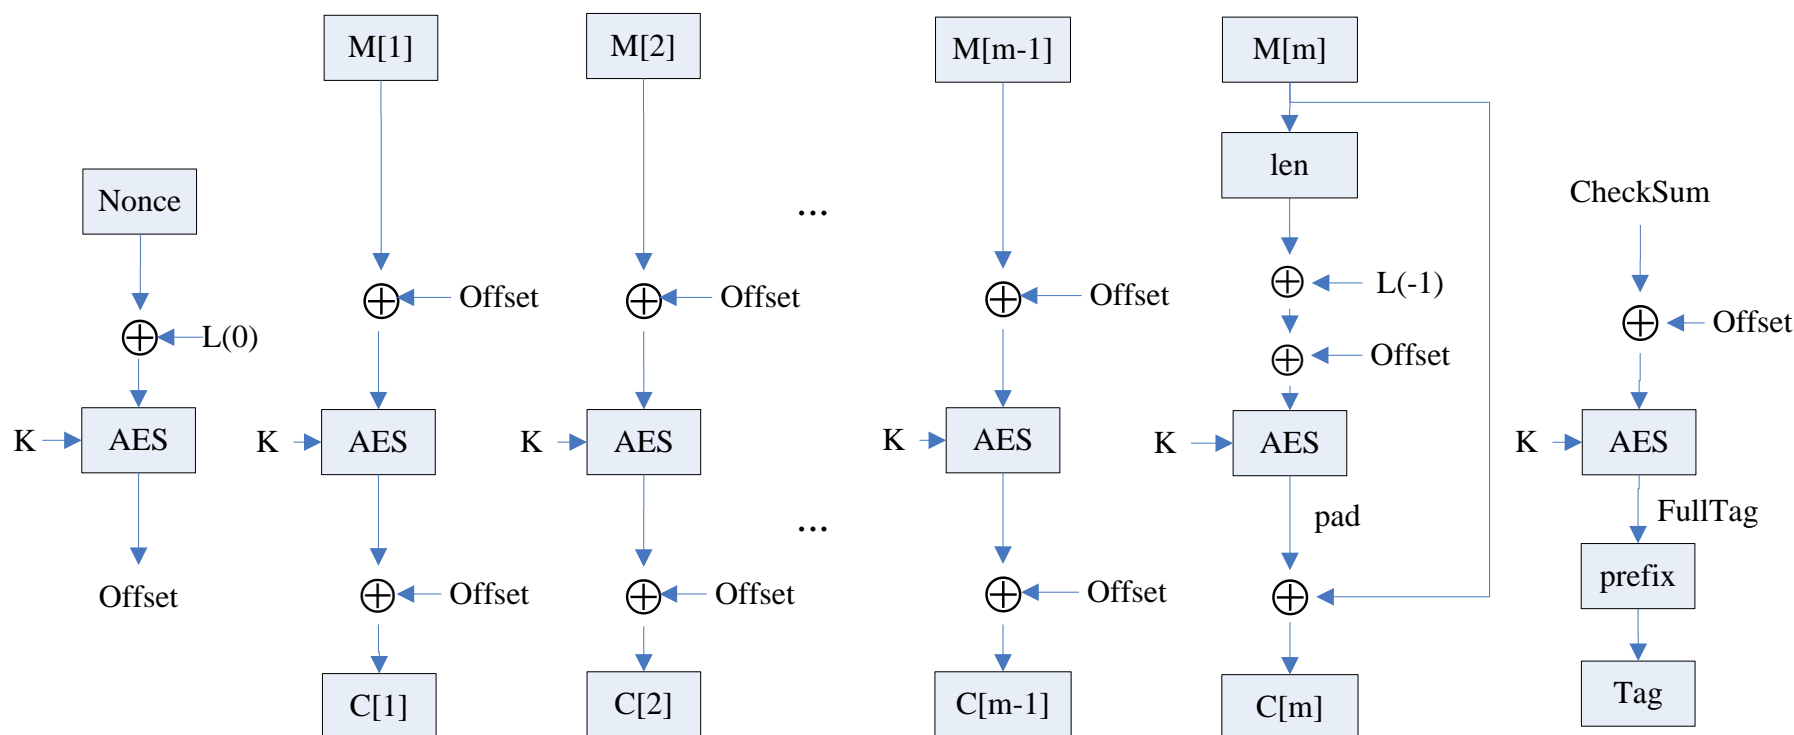 M[1]
M[2]
M[m-1]
M[m]
len
Nonce
CheckSum
...
L(0)
Offset
Offset
Offset
L(-1)
Offset
Offset
K
AES
K
AES
K
AES
K
AES
K
AES
K
AES
pad
FullTag
...
Offset
Offset
Offset
Offset
prefix
C[1]
C[2]
C[m-1]
C[m]
Tag